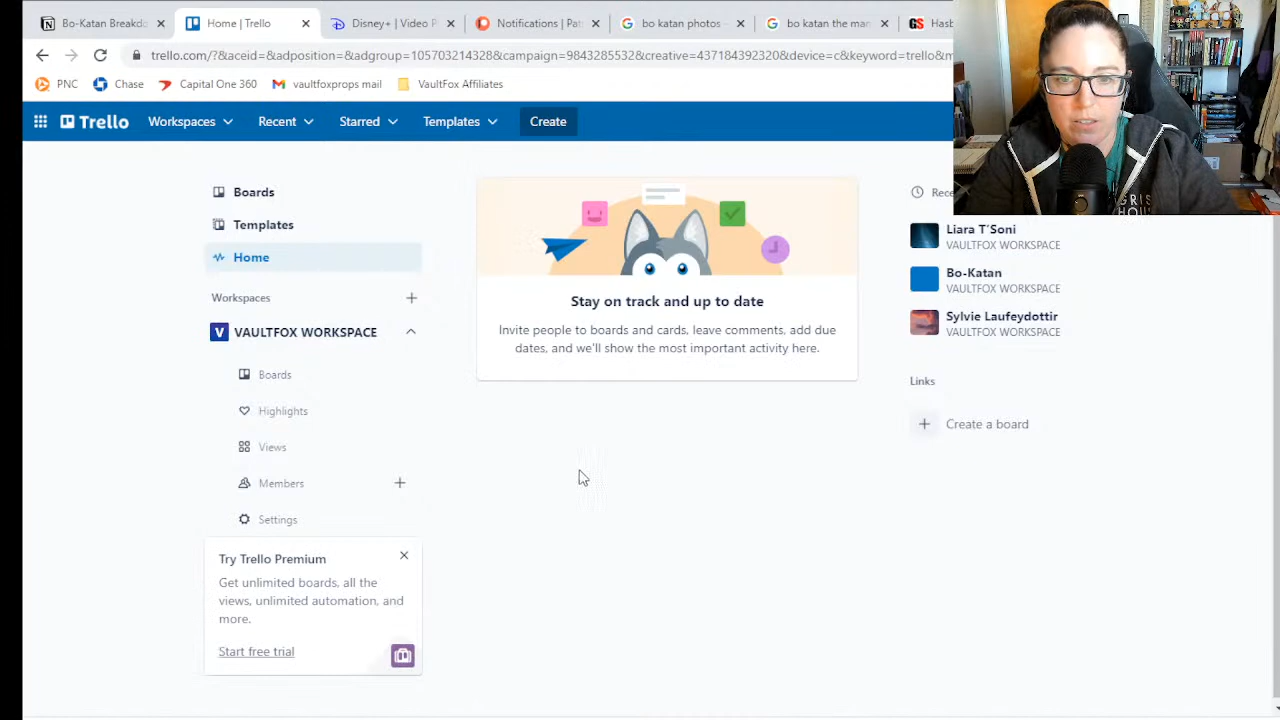 Bo-Katan Breakdo
Home | Trello
Disney+ | Video P
Notifications | Pat
bo katan photos -
bo katan the man
GS Hasb
trello.com/?&aceid=&adposition=&adgroup=105703214328&campaign=9843285532&creative=437184392320&device=c&keyword=trello&m
PNC
Chase
Capital One 360
vaultfoxprop@mail
VaultFox Affiliates
Trello
Workspaces
Recent
Starred
Templates
Create
Boards
Templates
Home
Workspaces
V VAULTFOX WORKSPACE
Boards
Highlights
Views
Members
Settings
Try Trello Premium
Get unlimited boards, all the
views, unlimited automation, and
more.
Start free trial
Stay on track and up to date
Invite people to boards and cards, leave comments, add due
dates, and we'll show the most important activity here.
Rece
Liara T'Soni
VAULTFOX WORKSPACE
Bo-Katan
VAULTFOX WORKSPACE
Sylvie Laufeydottir
VAULTFOX WORKSPACE
Links
Create a board